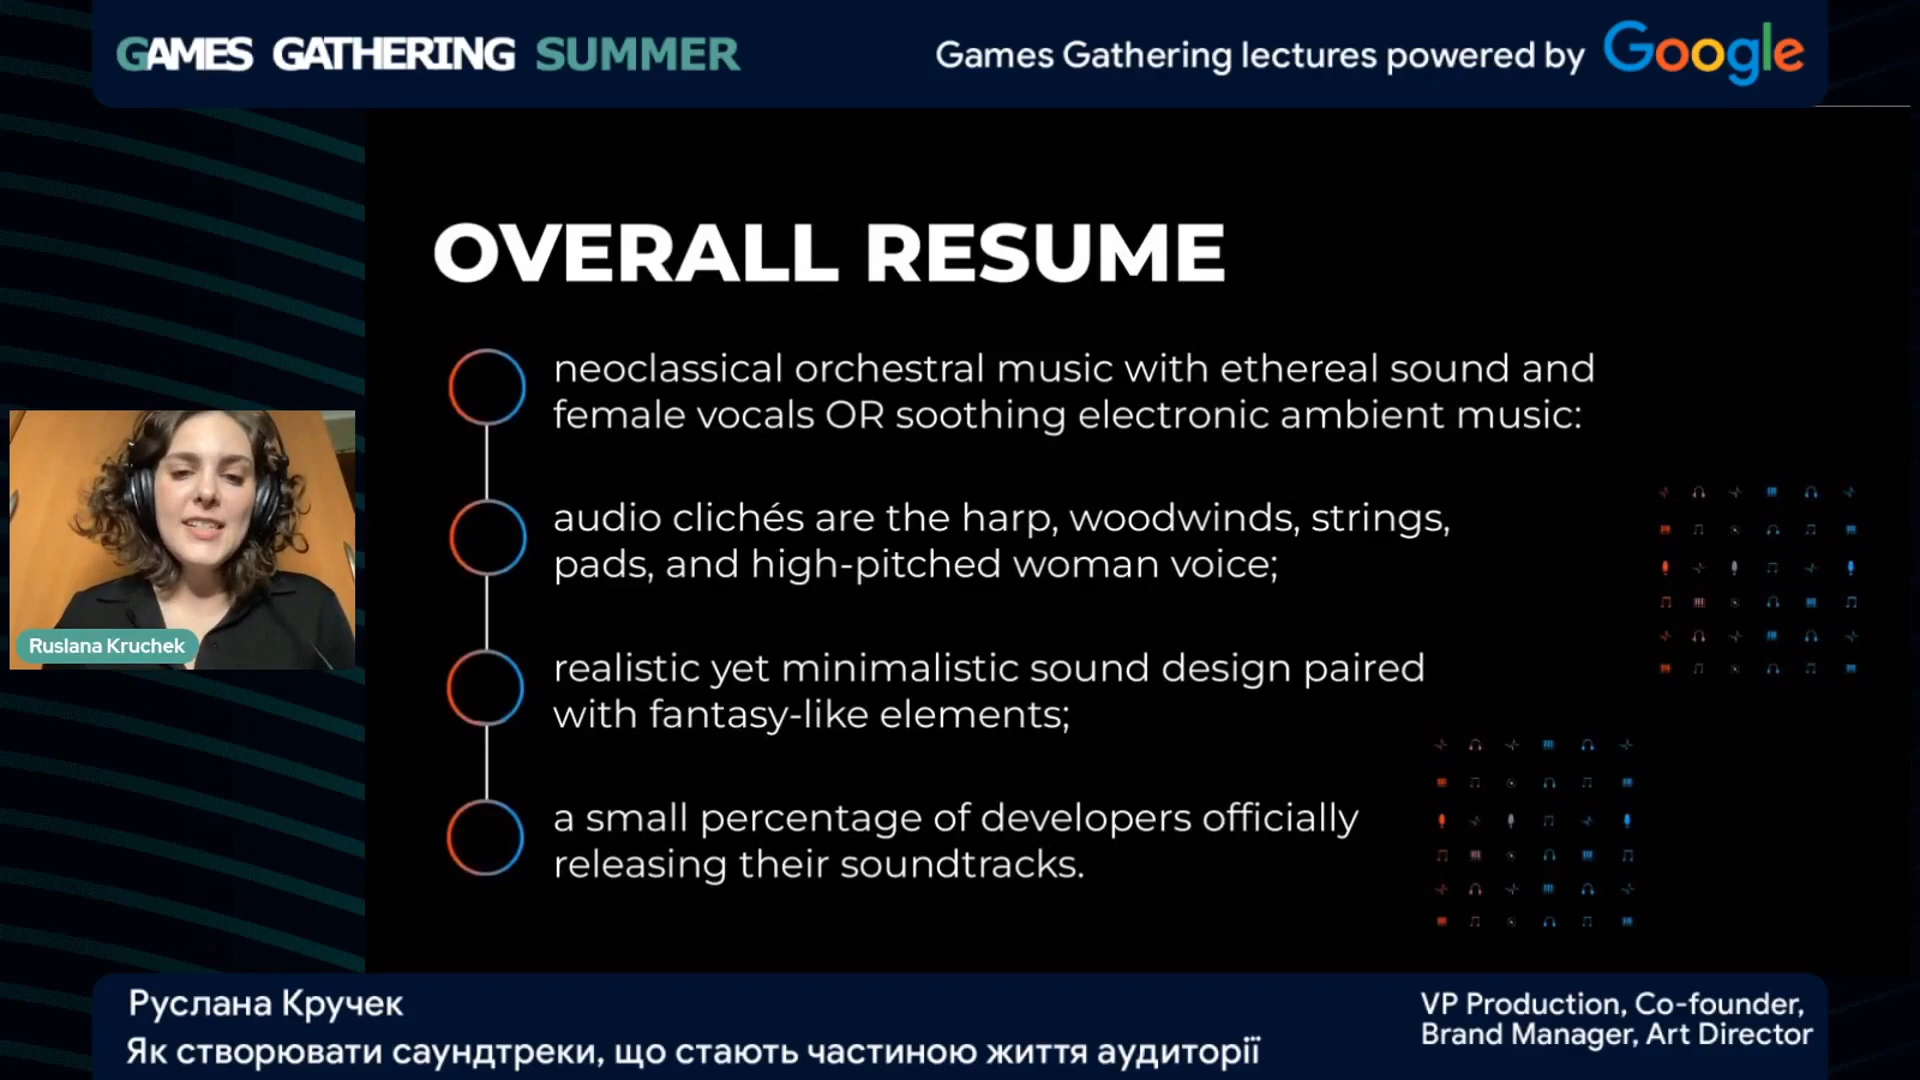 GAMES GATHERING SUMMER
Games Gathering lectures powered by Google
OVERALL RESUME
neoclassical orchestral music with ethereal sound and
female vocals OR soothing electronic ambient music:
audio clichés are the harp, woodwinds, strings,
pads, and high-pitched woman voice;
realistic yet minimalistic sound design paired
with fantasy-like elements;
a small percentage of developers officially
releasing their soundtracks.
Ruslana Kruchek
Руслана Кручек
Як створювати саундтреки, що стають частиною життя аудиторії
VP Production, Co-founder,
Brand Manager, Art Director